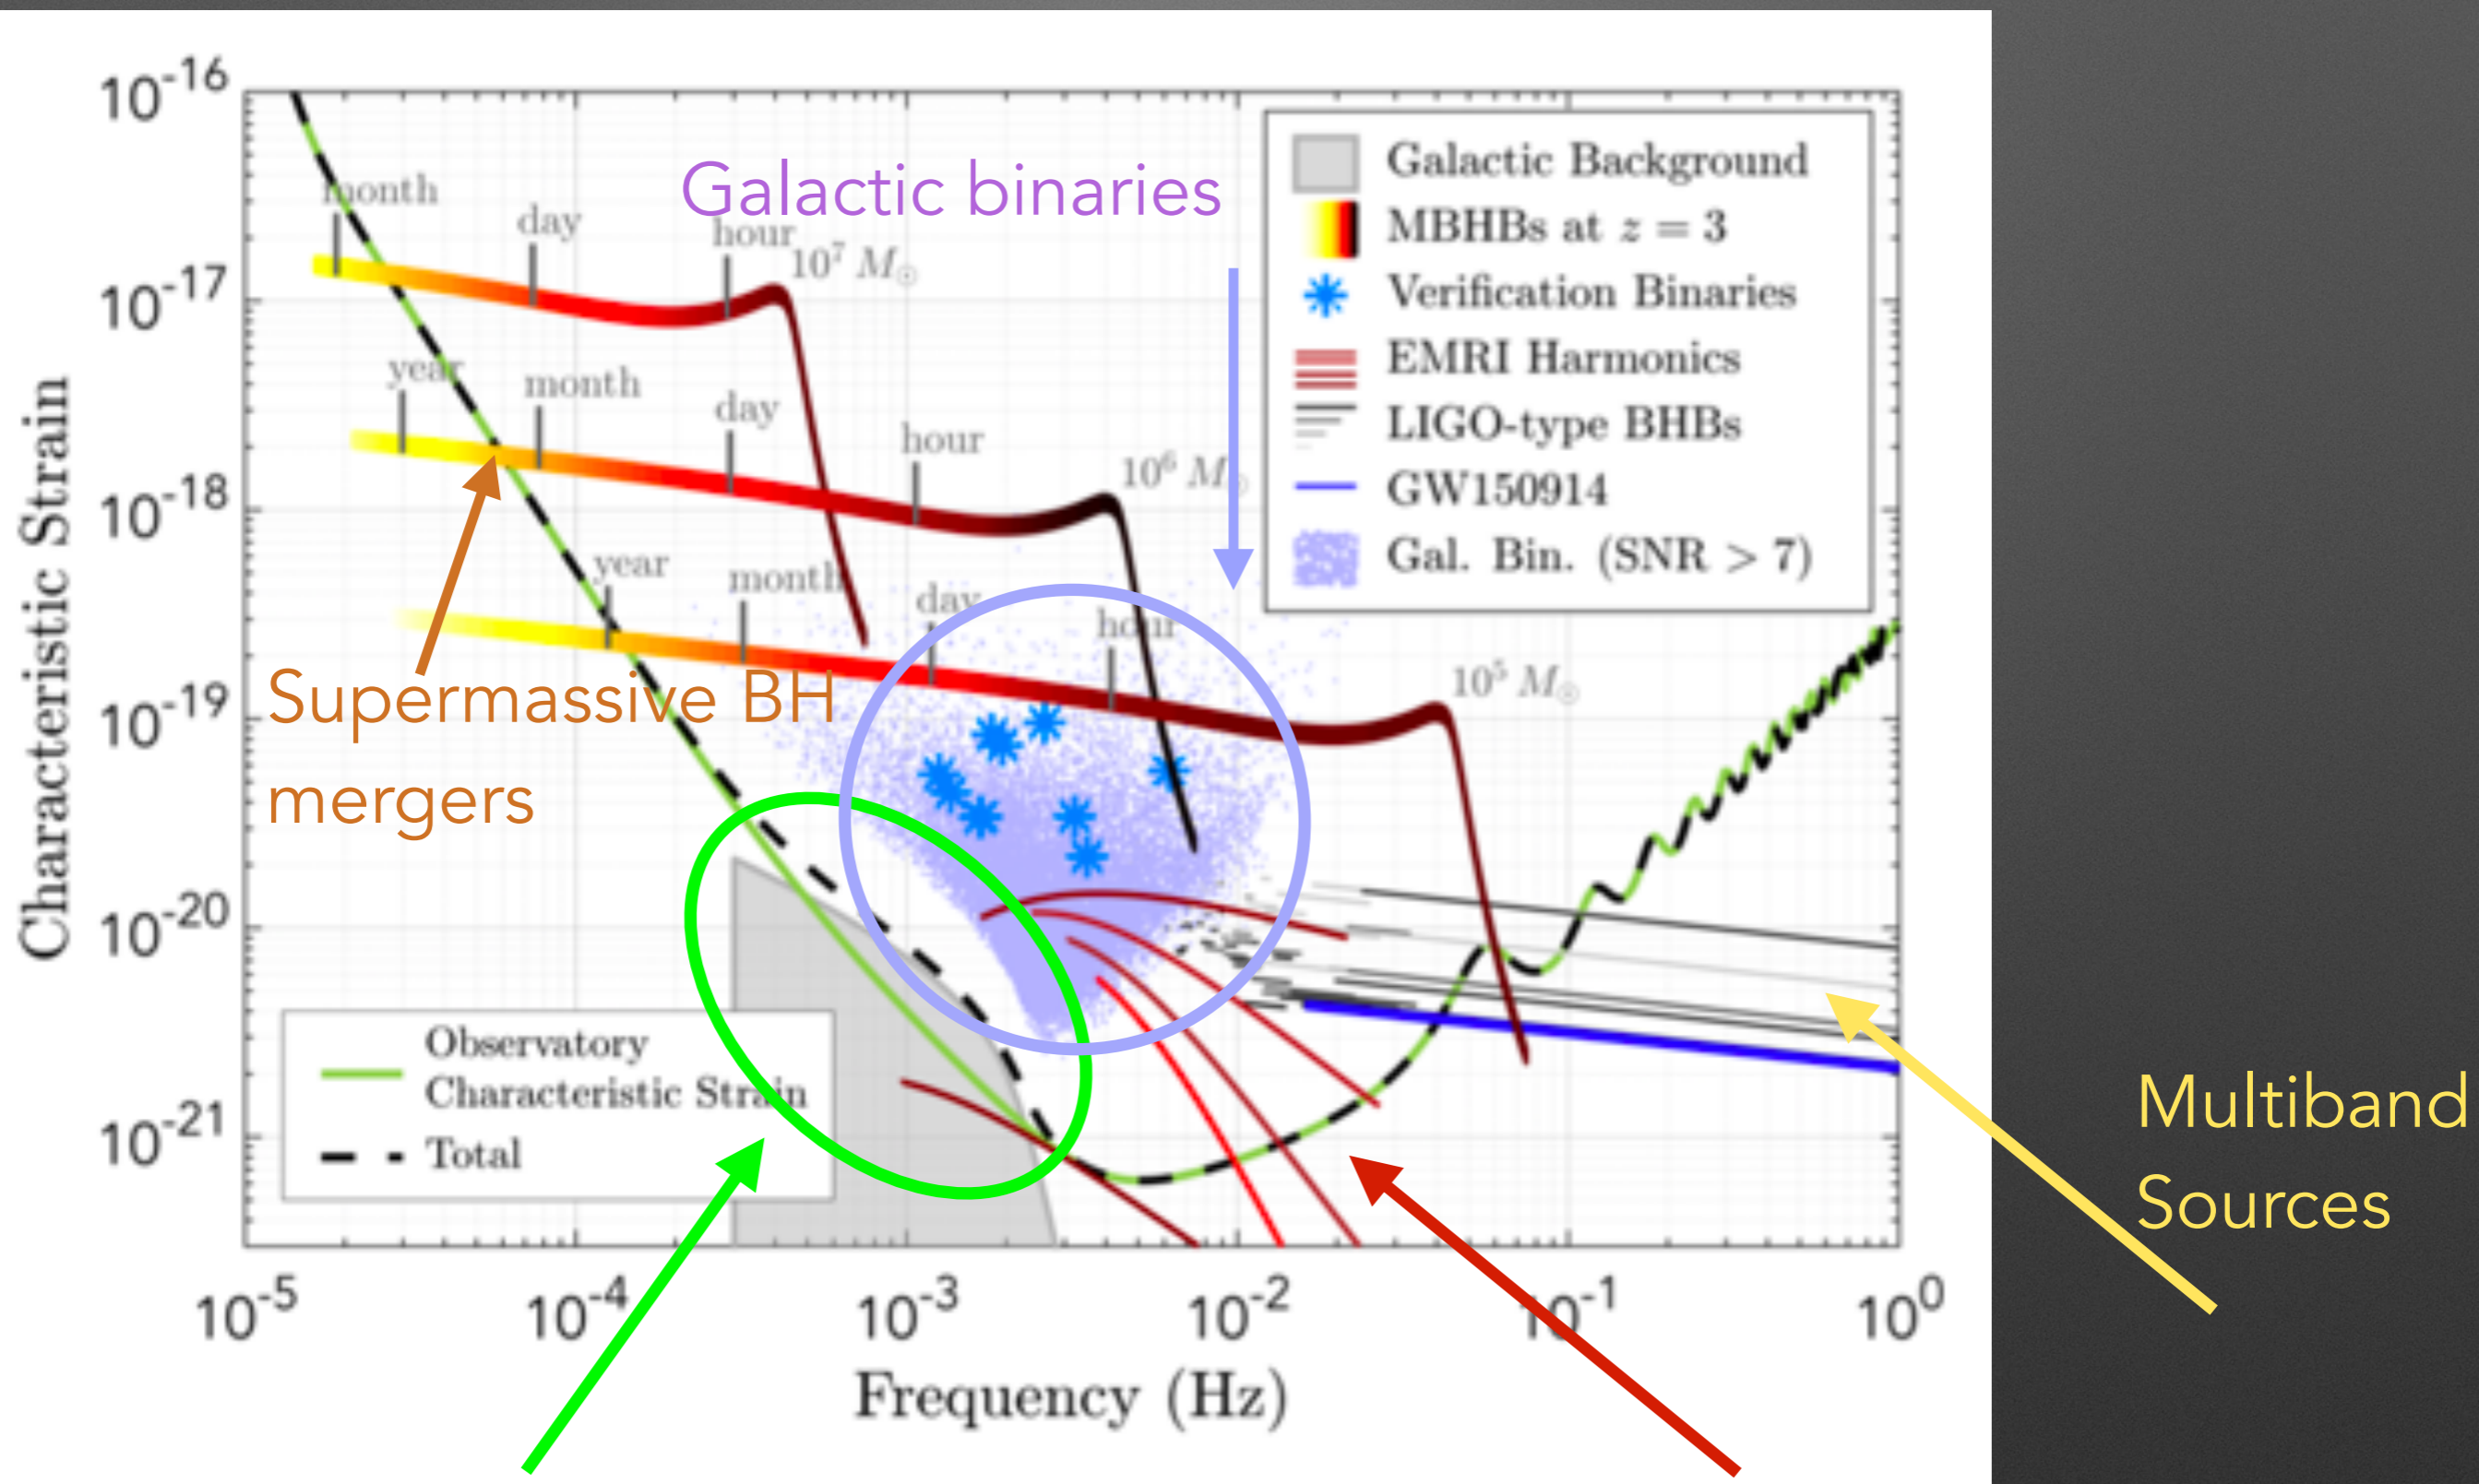 10⁻¹⁶
10⁻¹⁷
10⁻¹⁸
10⁻¹⁹
10⁻²⁰
10⁻²¹
Characteristic Strain
month
day
hour
10⁷ M☉
Galactic binaries
year
month
day
hour
10⁶ M☉
year
month
day
hour
10⁵ M☉
Supermassive BH
mergers
Galactic Background
MBHBs at z = 3
Verification Binaries
EMRI Harmonics
LIGO-type BHBs
GW150914
Gal. Bin. (SNR > 7)
Observatory
Characteristic Strain
Total
Multiband
Sources
10⁻⁵ 10⁻⁴ 10⁻³ 10⁻² 10⁻¹ 10⁰
Frequency (Hz)